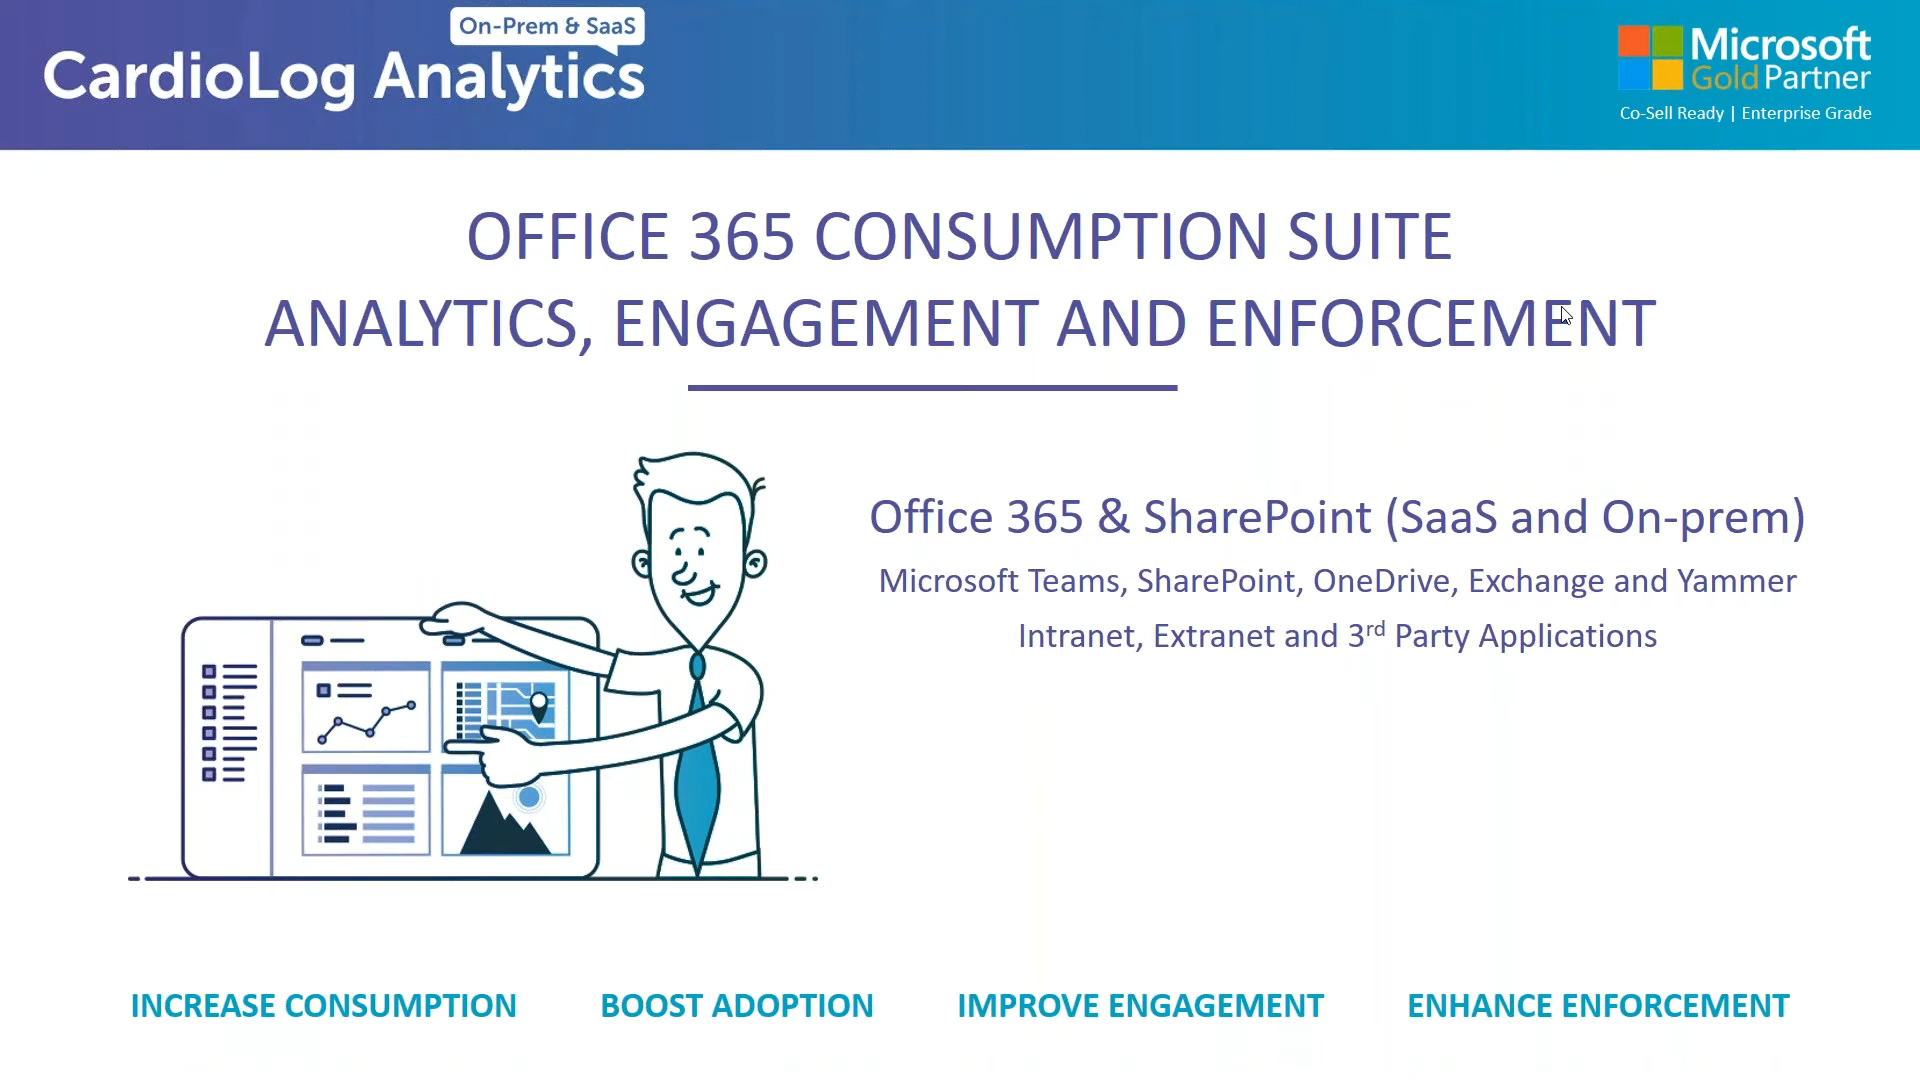 On-Prem & SaaS
CardioLog Analytics
Microsoft
Gold Partner
Co-Sell Ready | Enterprise Grade
OFFICE 365 CONSUMPTION SUITE
ANALYTICS, ENGAGEMENT AND ENFORCEMENT
Office 365 & SharePoint (SaaS and On-prem)
Microsoft Teams, SharePoint, OneDrive, Exchange and Yammer
Intranet, Extranet and 3rd Party Applications
INCREASE CONSUMPTION BOOST ADOPTION IMPROVE ENGAGEMENT ENHANCE ENFORCEMENT